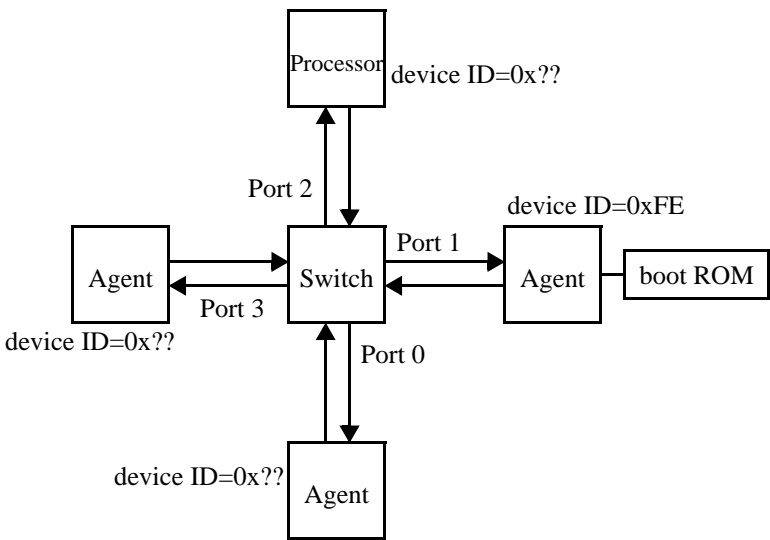 Processor
device ID=0x??
Port 2
device ID=0xFE
Port 1
Agent
Switch
Agent
boot ROM
Port 3
device ID=0x??
Port 0
device ID=0x??
Agent